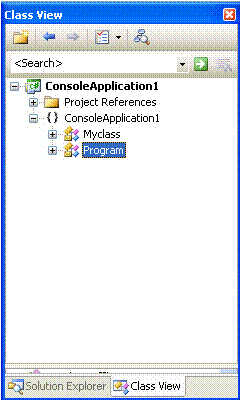 Class View
<Search>
C# ConsoleApplication1
Project References
{} ConsoleApplication1
Myclass
Program
Solution Explorer Class View